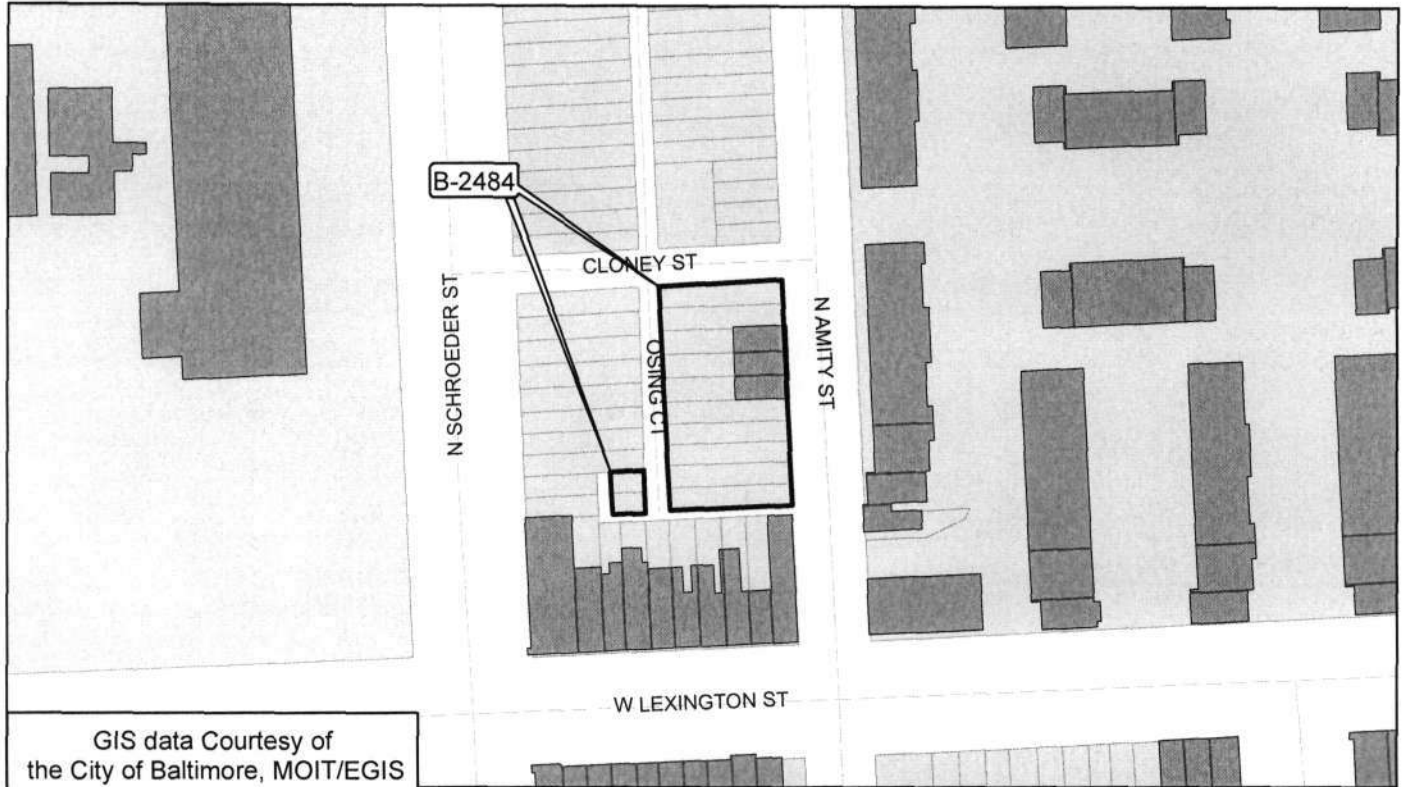 B-2484
CLONEY ST
N SCHROEDER ST
OSING CT
N AMITY ST
W LEXINGTON ST
GIS data Courtesy of
the City of Baltimore, MOIT/EGIS